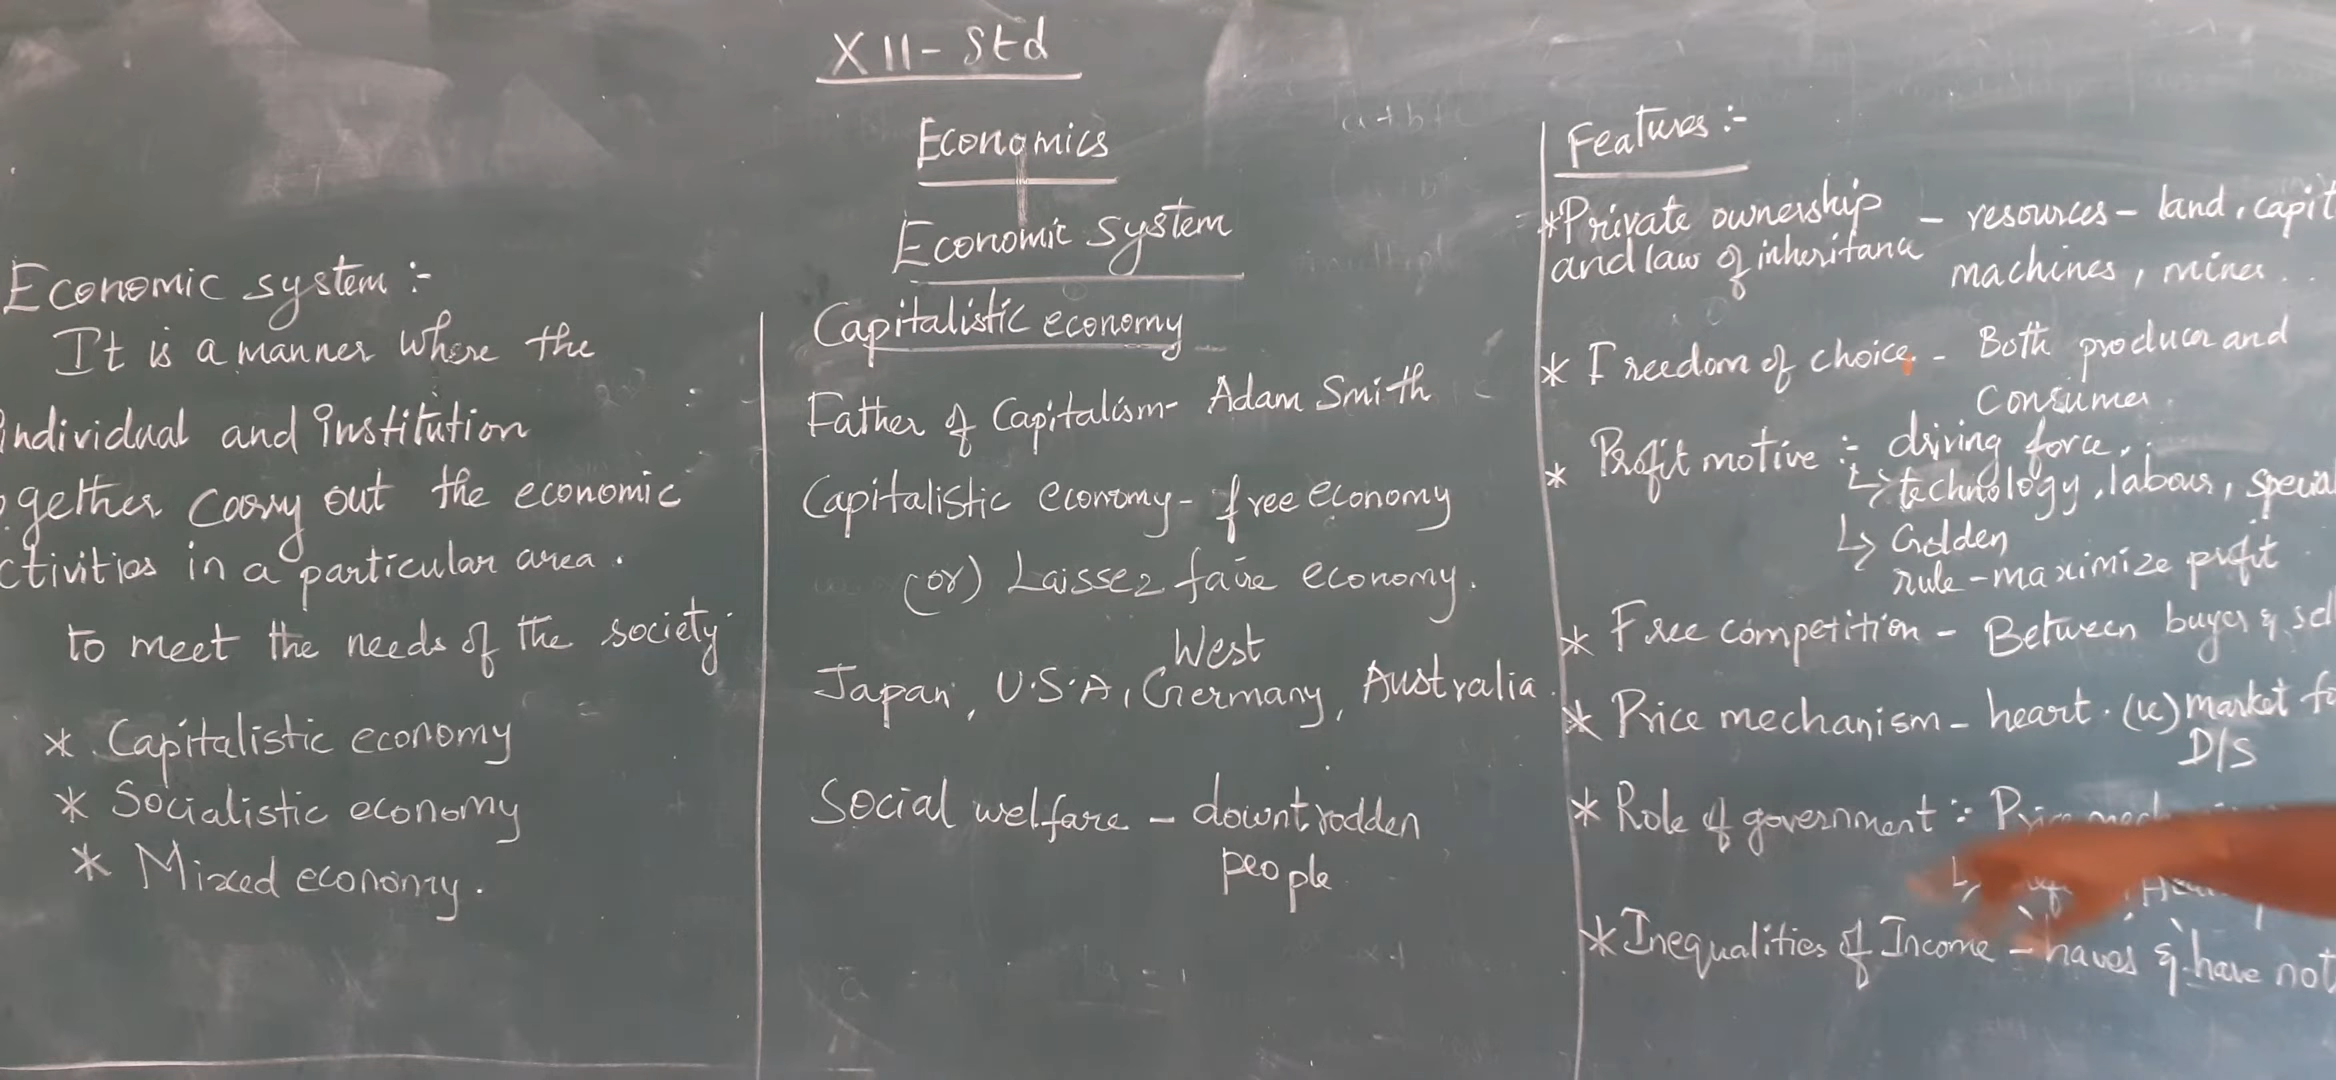 XII - Std
Economics
Economic system
Economic system :-
It is a manner where the
individual and institution
gether carry out the economic
ctivities in a particular area.
to meet the needs of the society.
* Capitalistic economy
* Socialistic economy
* Mixed economy.
Capitalistic economy
Father of Capitalism - Adam Smith
Capitalistic economy - free economy
(or) Laissez faire economy.
West
Japan, U.S.A, Germany, Australia.
Social welfare - downtrodden
people
Features :-
* Private ownership - resources - land, capit
and law of inheritance machines, mines..
* Freedom of choice - Both producer and
Consumer.
* Profit motive :- driving force.
↳ technology, labour, special
↳ Golden
rule - maximize profit
* Free competition - Between buyer & sel
* Price mechanism - heart. (ie) market fo
D/S
* Role of government :-
↳
* Inequalities of Income - haves & have not